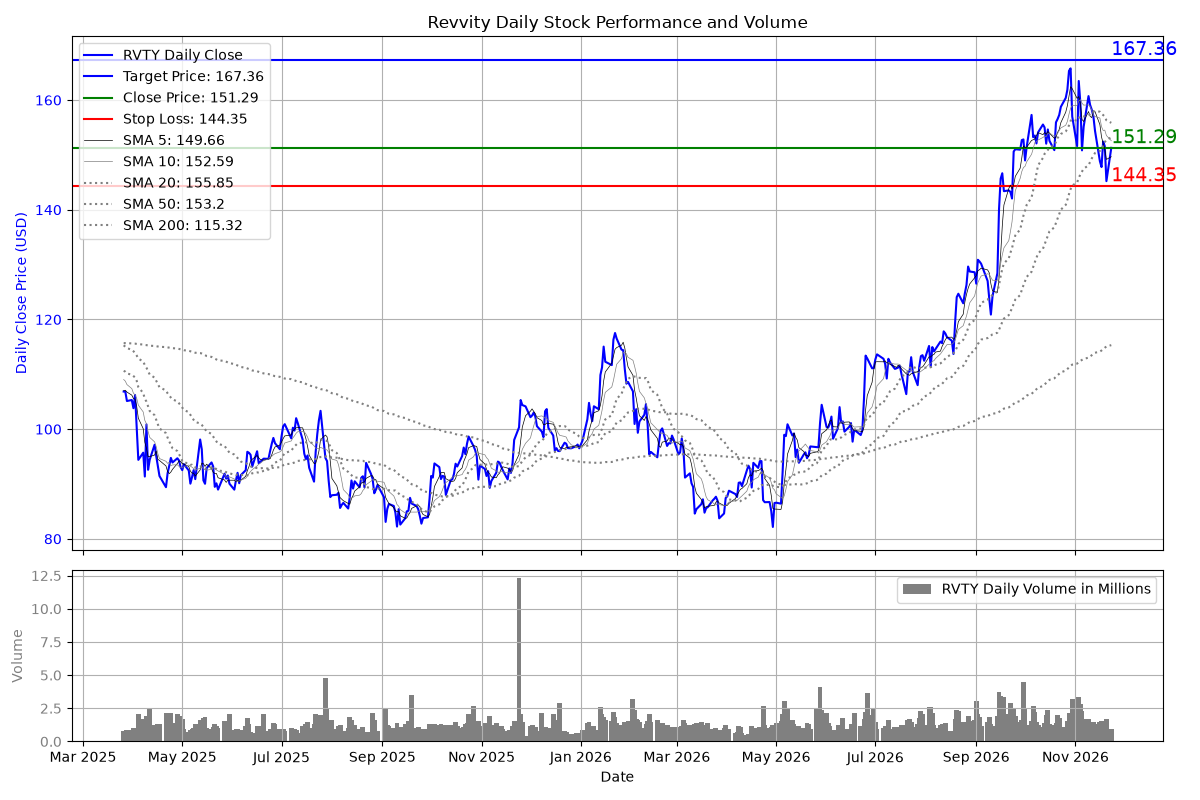 Revvity Daily Stock Performance and Volume
167.36
151.29
144.35
RVTY Daily Close
Target Price: 167.36
Close Price: 151.29
Stop Loss: 144.35
SMA 5: 149.66
SMA 10: 152.59
SMA 20: 155.85
SMA 50: 153.2
SMA 200: 115.32
160
140
120
100
80
Daily Close Price (USD)
12.5
10.0
7.5
5.0
2.5
0.0
Volume
RVTY Daily Volume in Millions
Mar 2025 May 2025 Jul 2025 Sep 2025 Nov 2025 Jan 2026 Mar 2026 May 2026 Jul 2026 Sep 2026 Nov 2026
Date